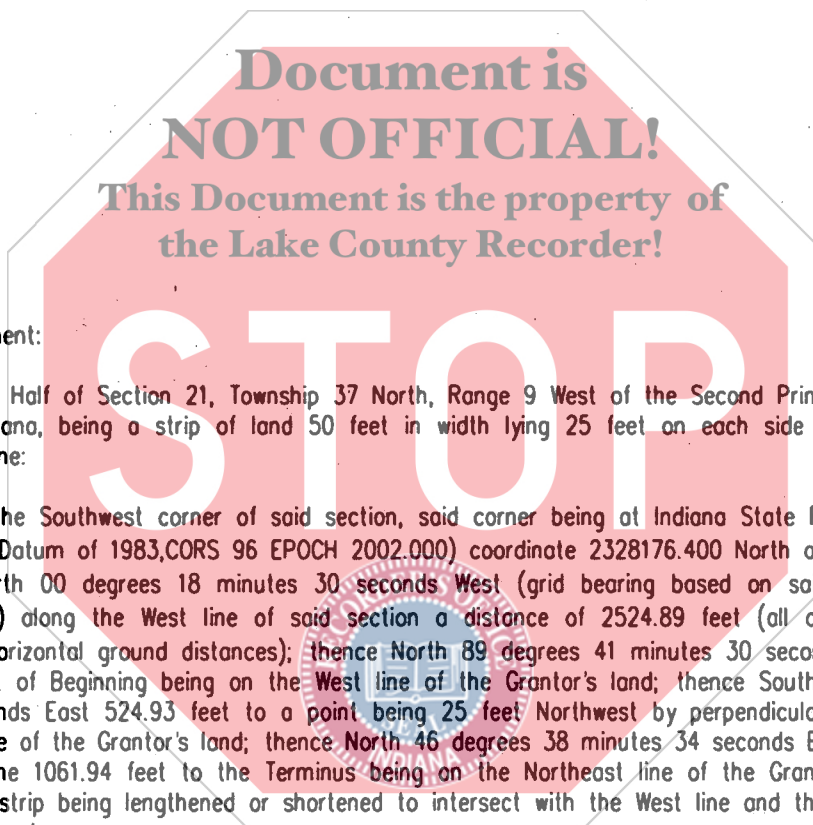 Document is
NOT OFFICIAL!
This Document is the property of
the Lake County Recorder!
STOP
ent:
Half of Section 21, Township 37 North, Range 9 West of the Second Prin
ana, being a strip of land 50 feet in width lying 25 feet on each side
ne:
he Southwest corner of said section, said corner being at Indiana State
Datum of 1983,CORS 96 EPOCH 2002.000) coordinate 2328176.400 North a
th 00 degrees 18 minutes 30 seconds West (grid bearing based on sa
) along the West line of said section a distance of 2524.89 feet (all
orizontal ground distances); thence North 89 degrees 41 minutes 30 seco
of Beginning being on the West line of the Grantor's land; thence South
nds East 524.93 feet to a point being 25 feet Northwest by perpendicul
e of the Grantor's land; thence North 46 degrees 38 minutes 34 seconds E
ne 1061.94 feet to the Terminus being on the Northeast line of the Gran
strip being lengthened or shortened to intersect with the West line and th
RECORDER'S OFFICE
INDIANA